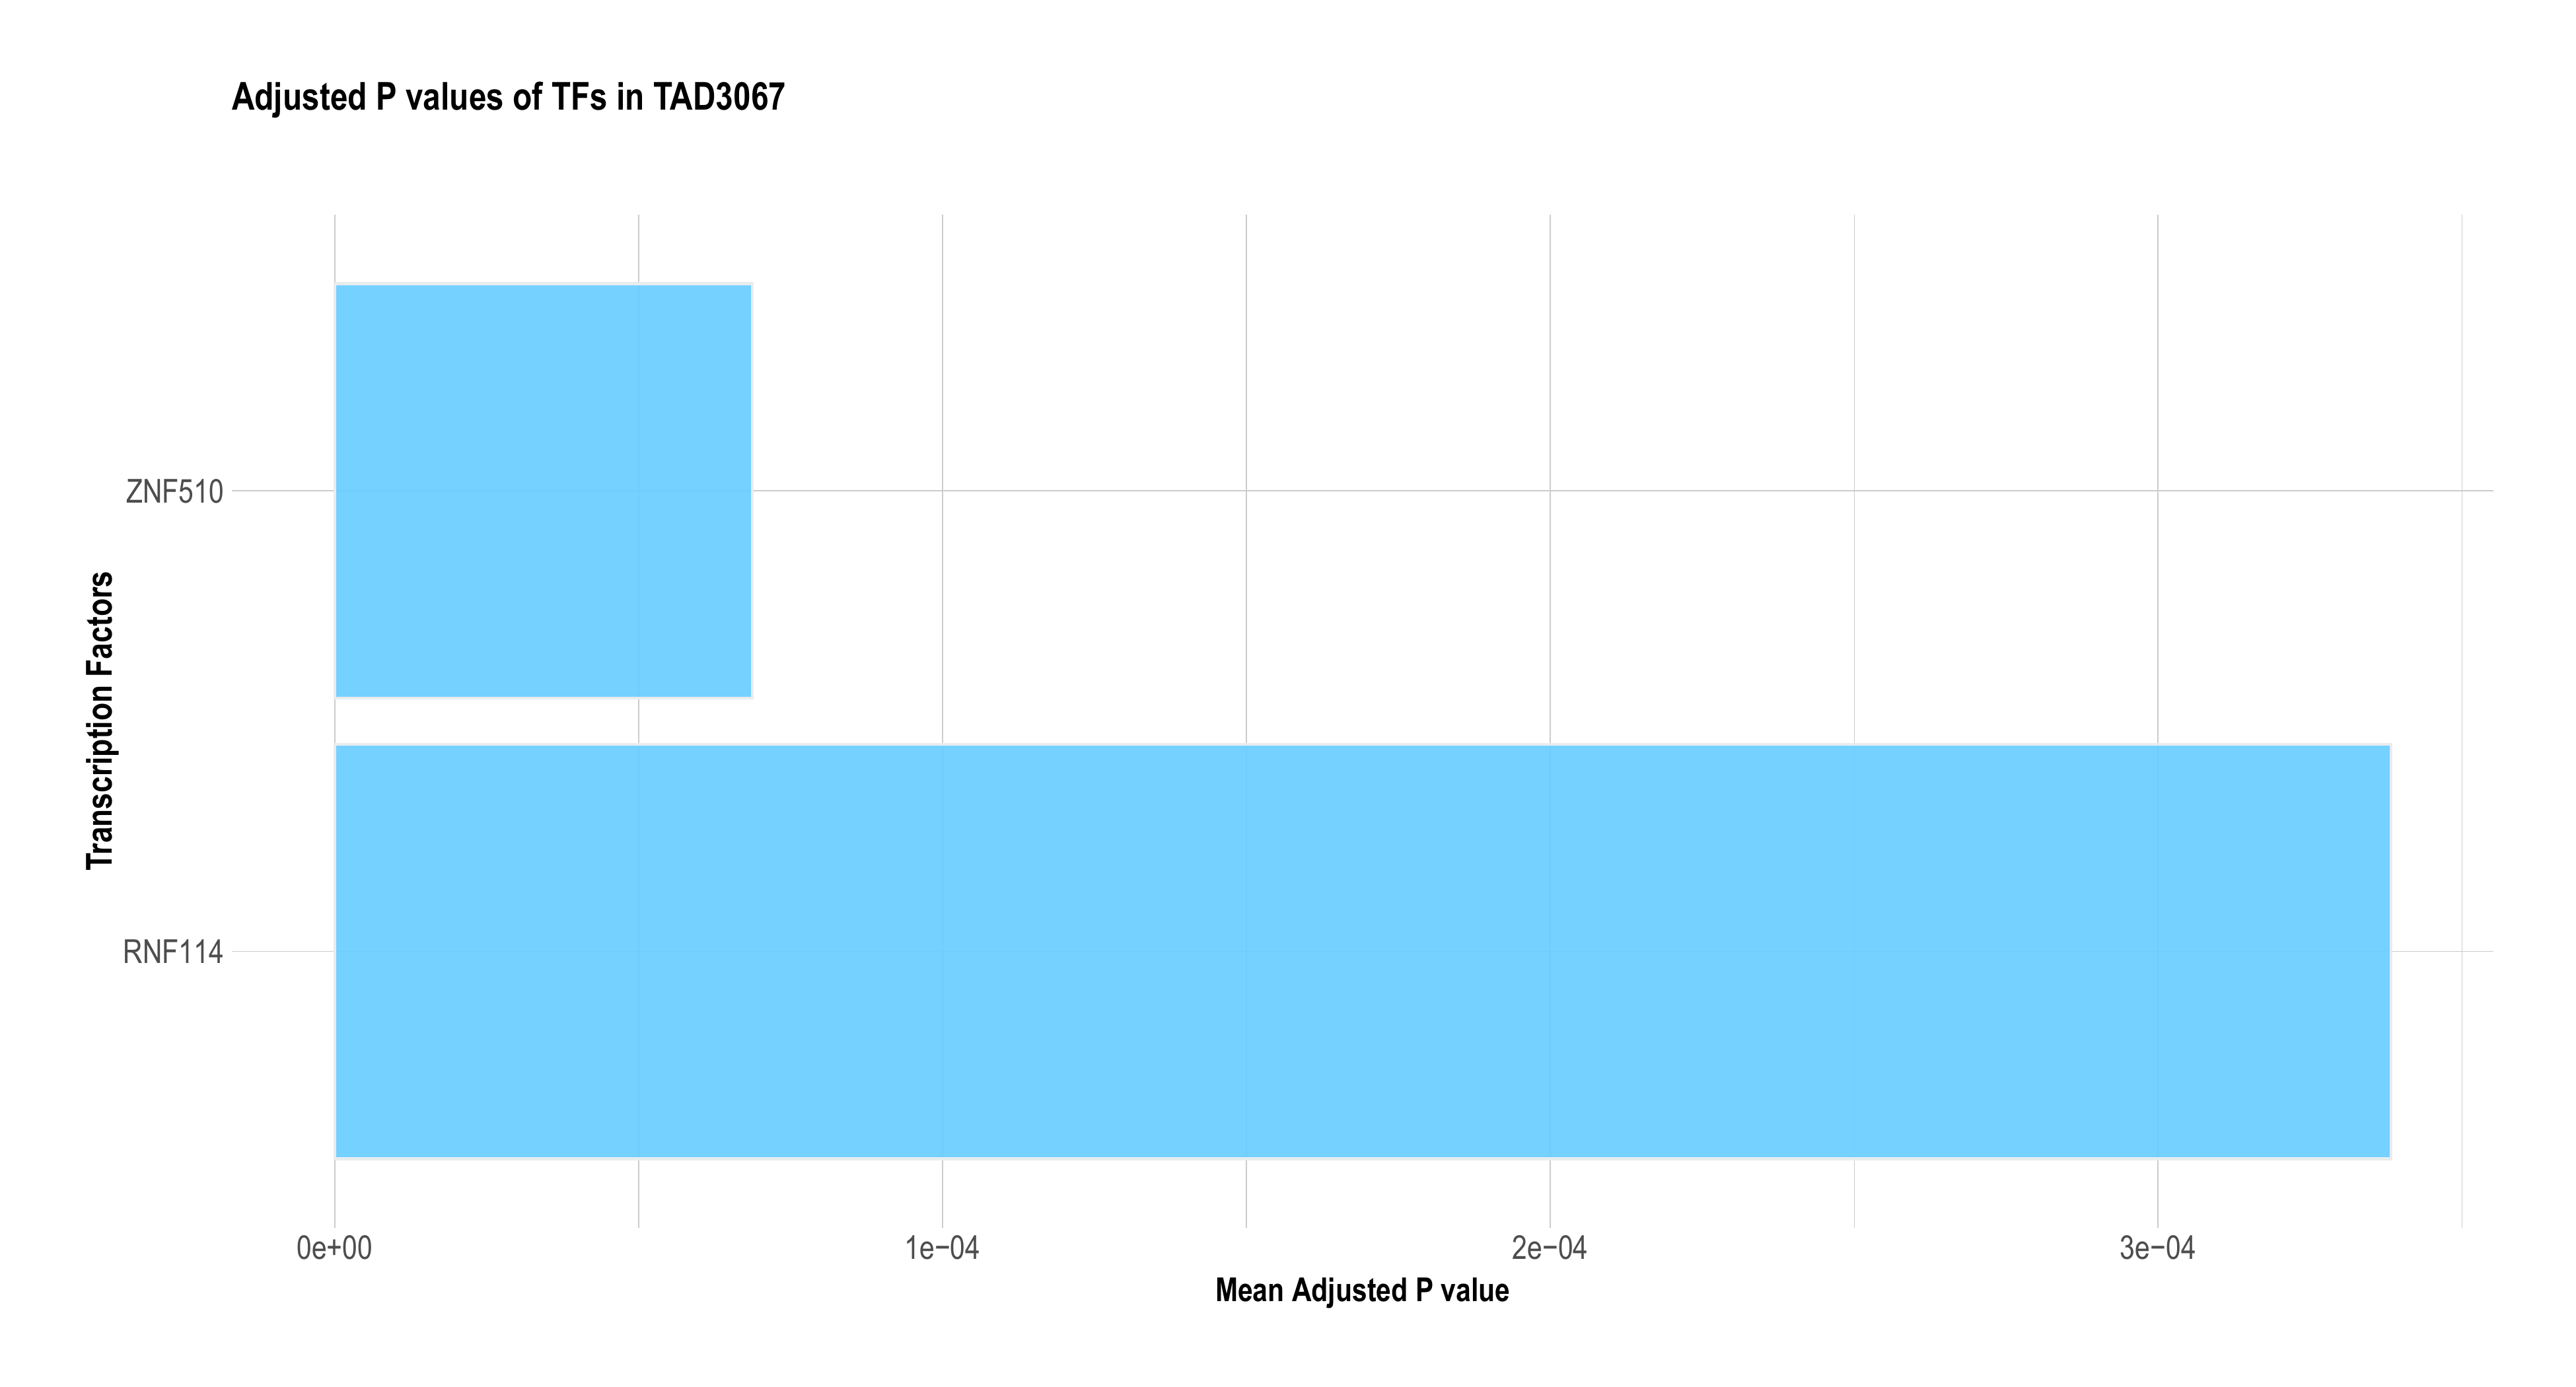 Adjusted P values of TFs in TAD3067
Transcription Factors
ZNF510
RNF114
0e+00 1e−04 2e−04 3e−04
Mean Adjusted P value